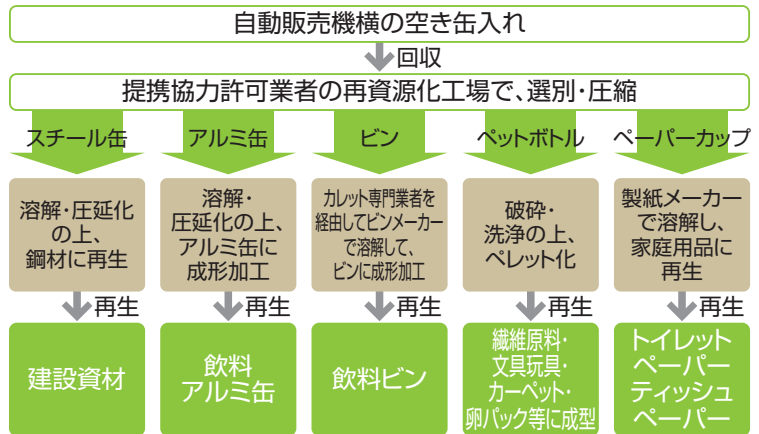 自動販売機横の空き缶入れ
回収
提携協力許可業者の再資源化工場で、選別・圧縮
スチール缶
アルミ缶
ビン
ペットボトル
ペーパーカップ
溶解・圧延化
の上、
鋼材に再生
溶解・
圧延化の上、
アルミ缶に
成形加工
カレット専門業者を
経由してビンメーカー
で溶解して、
ビンに成形加工
破砕・
洗浄の上、
ペレット化
製紙メーカー
で溶解し、
家庭用品に
再生
再生
再生
再生
再生
再生
建設資材
飲料
アルミ缶
飲料ビン
繊維原料・
文具玩具・
カーペット・
卵パック等に成型
トイレット
ペーパー
ティッシュ
ペーパー